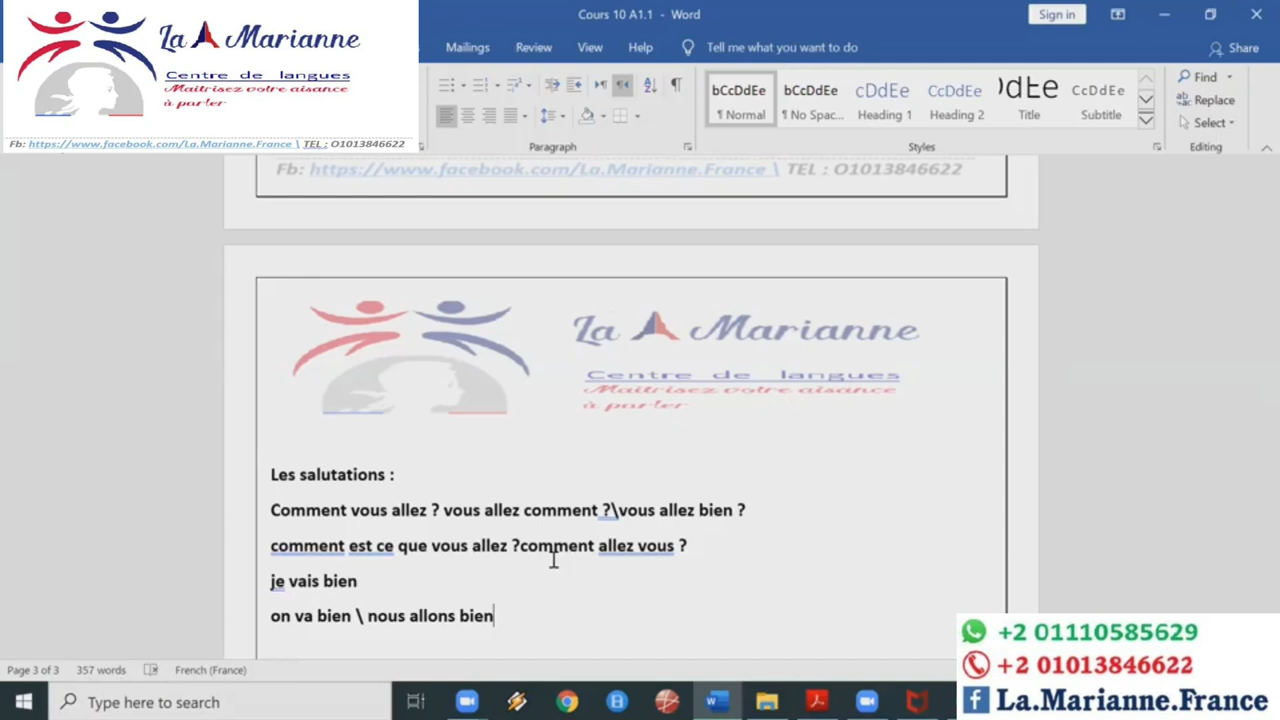 Cours 10 A1.1 - Word
Sign in
La Marianne
Centre de langues
Maitrisez votre aisance
à parler
Fb: https://www.facebook.com/La.Marianne.France \ TEL : O1013846622
Mailings Review View Help Tell me what you want to do Share
bCcDdEe bCcDdEe cDdEe CcDdEe )dDdEe CcDdEe
¶ Normal ¶ No Spac... Heading 1 Heading 2 Title Subtitle
Find
Replace
Select
Paragraph Styles Editing
Fb: https://www.facebook.com/La.Marianne.France \ TEL : O1013846622
La Marianne
Centre de langues
Maitrisez votre aisance
à parler
Les salutations :
Comment vous allez ? vous allez comment ?\vous allez bien ?
comment est ce que vous allez ?comment allez vous ?
je vais bien
on va bien \ nous allons bien
+2 01110585629
+2 01013846622
La.Marianne.France
Page 3 of 3 357 words French (France)
Type here to search